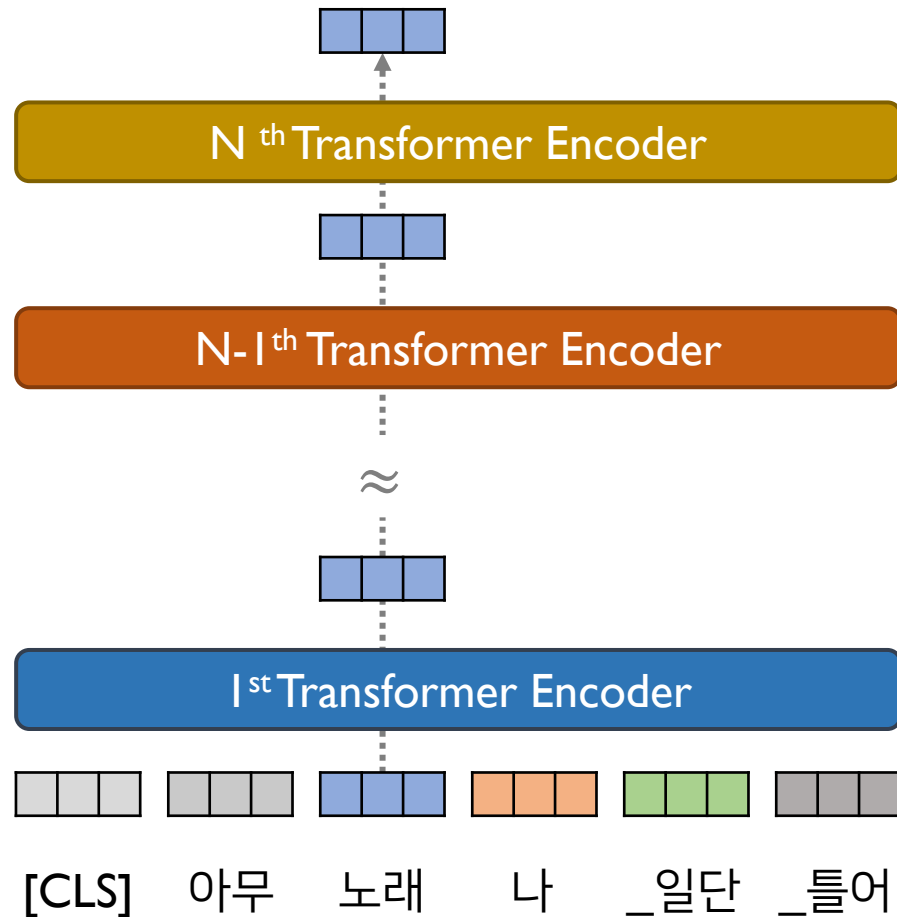 N th Transformer Encoder
N-1th Transformer Encoder
≈
1st Transformer Encoder
[CLS] 아무 노래 나 _일단 _틀어